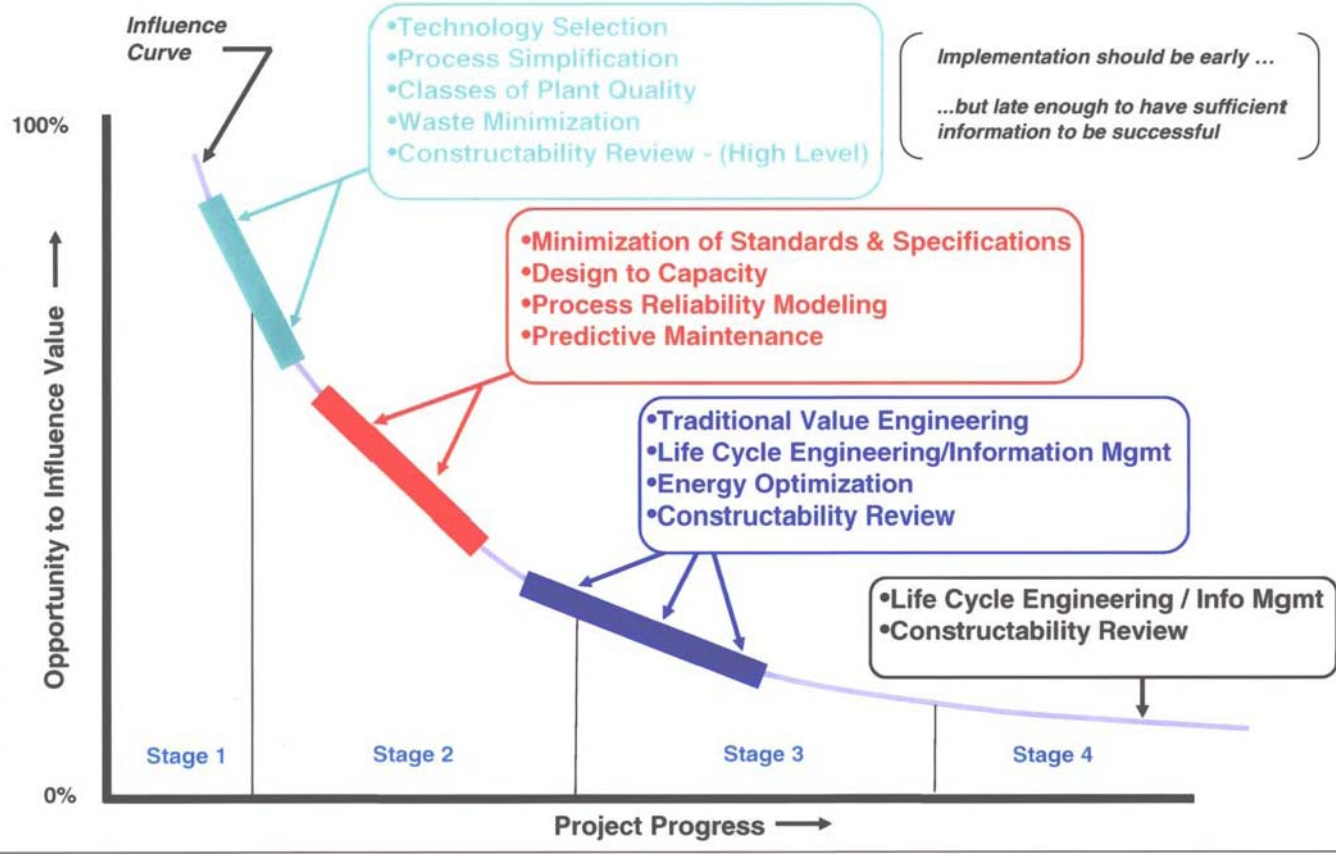 Influence
Curve
•Technology Selection
•Process Simplification
•Classes of Plant Quality
•Waste Minimization
•Constructability Review - (High Level)
Implementation should be early ...
...but late enough to have sufficient
information to be successful
100%
•Minimization of Standards & Specifications
•Design to Capacity
•Process Reliability Modeling
•Predictive Maintenance
Opportunity to Influence Value
•Traditional Value Engineering
•Life Cycle Engineering/Information Mgmt
•Energy Optimization
•Constructability Review
•Life Cycle Engineering / Info Mgmt
•Constructability Review
Stage 1
Stage 2
Stage 3
Stage 4
0%
Project Progress